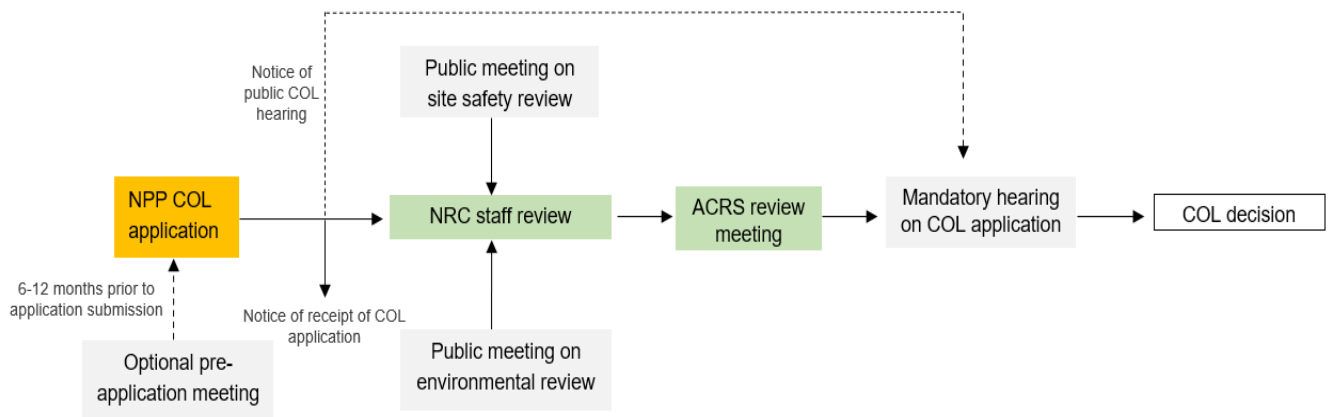 Notice of
public COL
hearing
Public meeting on
site safety review
NPP COL
application
NRC staff review
ACRS review
meeting
Mandatory hearing
on COL application
COL decision
6-12 months prior to
application submission
Notice of receipt of COL
application
Optional pre-
application meeting
Public meeting on
environmental review